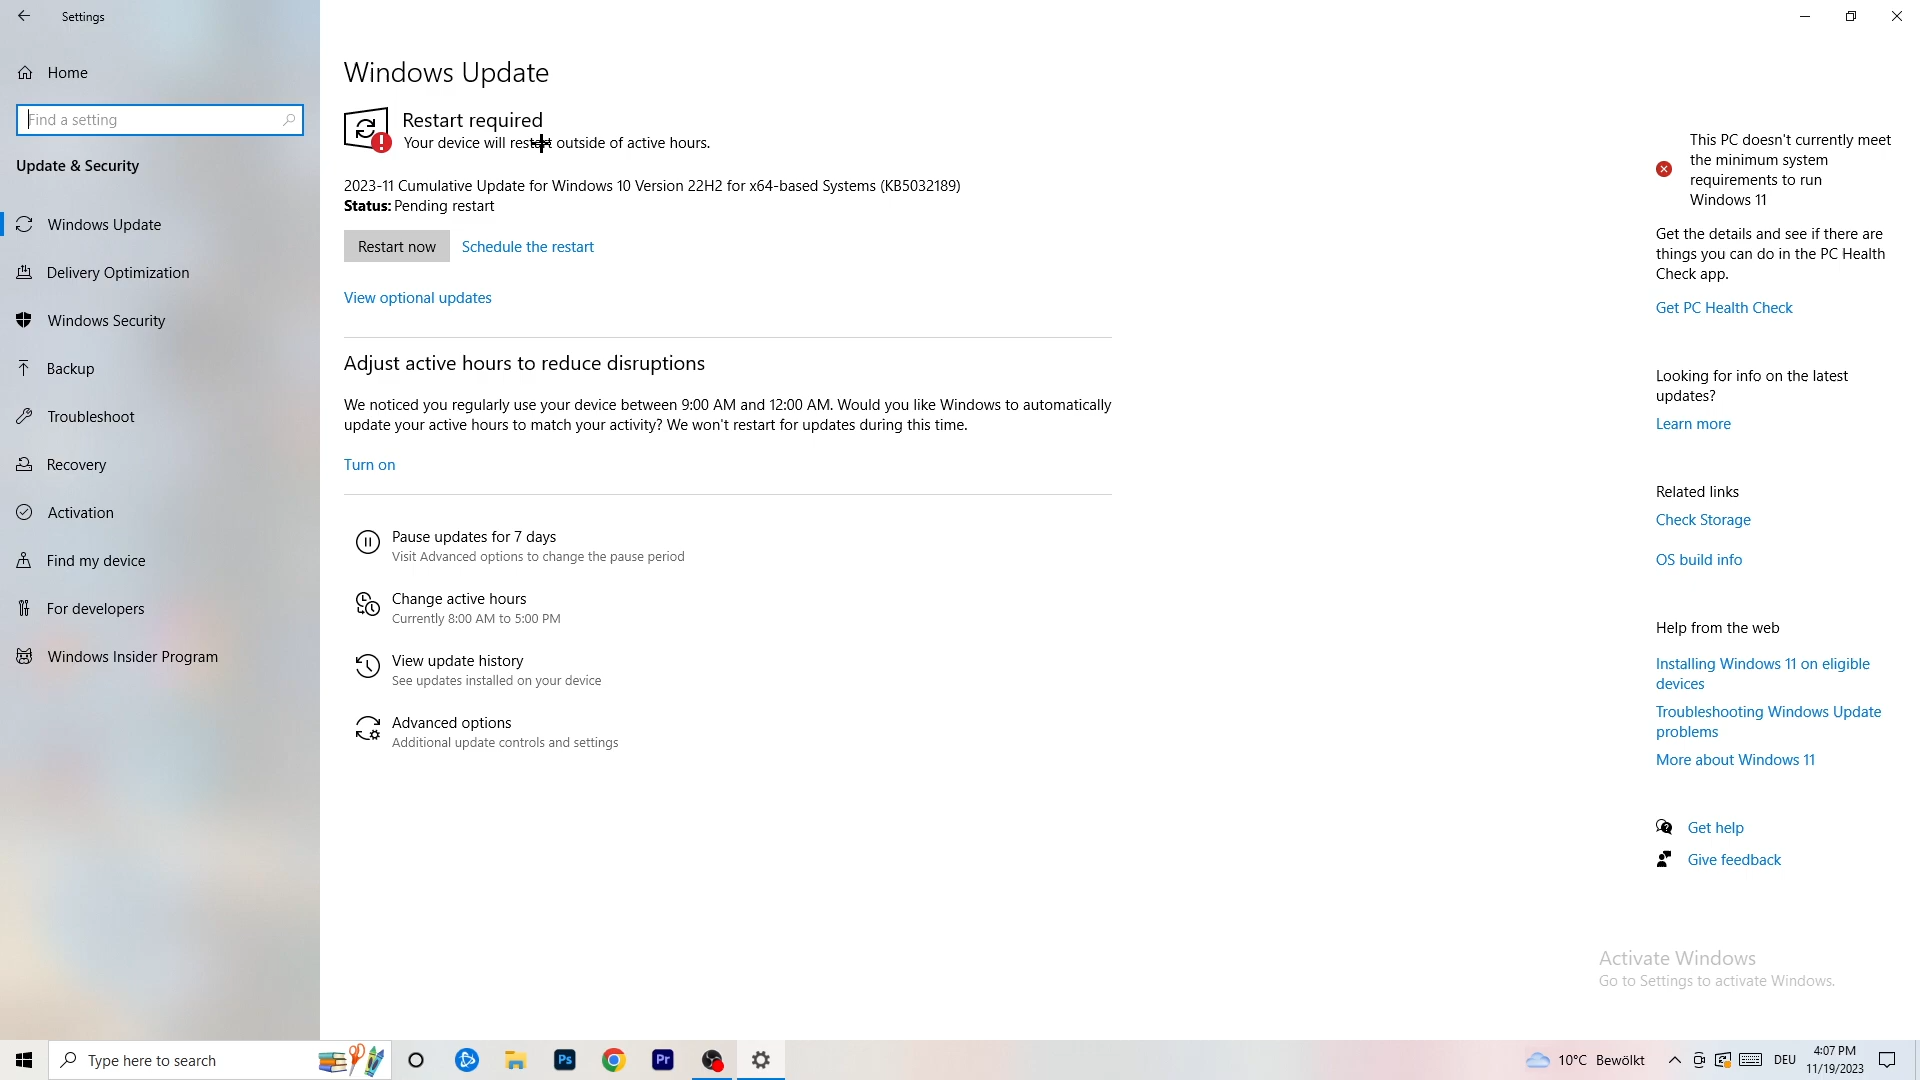 Settings
Home
Find a setting
Update & Security
Windows Update
Delivery Optimization
Windows Security
Backup
Troubleshoot
Recovery
Activation
Find my device
For developers
Windows Insider Program
Windows Update
Restart required
Your device will restart outside of active hours.
2023-11 Cumulative Update for Windows 10 Version 22H2 for x64-based Systems (KB5032189)
Status: Pending restart
Restart now Schedule the restart
View optional updates
Adjust active hours to reduce disruptions
We noticed you regularly use your device between 9:00 AM and 12:00 AM. Would you like Windows to automatically
update your active hours to match your activity? We won't restart for updates during this time.
Turn on
Pause updates for 7 days
Visit Advanced options to change the pause period
Change active hours
Currently 8:00 AM to 5:00 PM
View update history
See updates installed on your device
Advanced options
Additional update controls and settings
This PC doesn't currently meet
the minimum system
requirements to run
Windows 11
Get the details and see if there are
things you can do in the PC Health
Check app.
Get PC Health Check
Looking for info on the latest
updates?
Learn more
Related links
Check Storage
OS build info
Help from the web
Installing Windows 11 on eligible
devices
Troubleshooting Windows Update
problems
More about Windows 11
Get help
Give feedback
Activate Windows
Go to Settings to activate Windows.
Type here to search
Ps
Pr
10°C Bewölkt
DEU
4:07 PM
11/19/2023